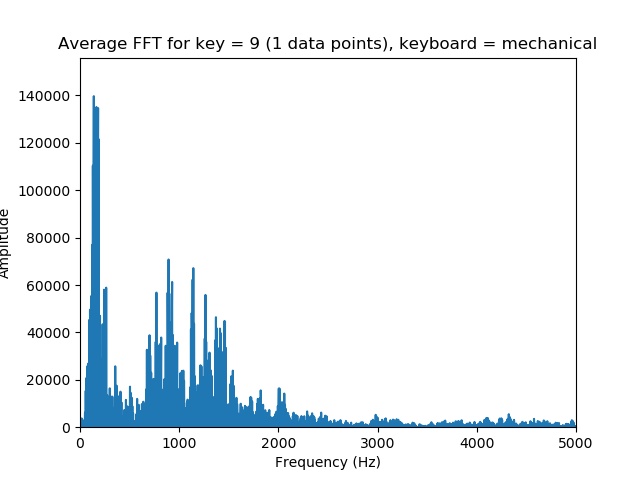 Average FFT for key = 9 (1 data points), keyboard = mechanical
140000
120000
100000
80000
60000
40000
20000
0
Amplitude
0 1000 2000 3000 4000 5000
Frequency (Hz)